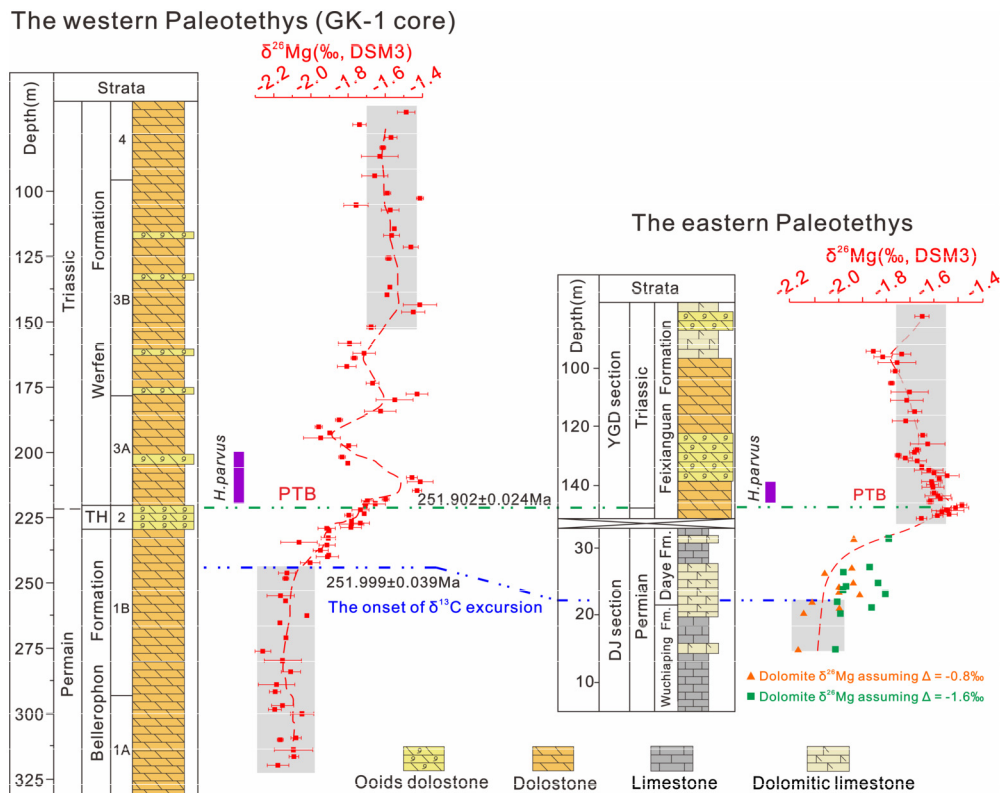 The western Paleotethys (GK-1 core)
δ²⁶Mg(‰, DSM3)
-2.2
-2.0
-1.8
-1.6
-1.4
Strata
Depth(m)
100
125
150
175
200
225
250
275
300
325
Triassic
Permain
Werfen Formation
TH
Bellerophon Formation
4
3B
3A
2
1B
1A
H.parvus
PTB
251.902±0.024Ma
251.999±0.039Ma
The onset of δ¹³C excursion
The eastern Paleotethys
δ²⁶Mg(‰, DSM3)
-2.2
-2.0
-1.8
-1.6
-1.4
Strata
Depth(m)
100
120
140
30
20
10
YGD section
DJ section
Triassic
Permian
Feixianguan Formation
Daye Fm.
Wuchiaping Fm.
H.parvus
PTB
Dolomite δ²⁶Mg assuming Δ = -0.8‰
Dolomite δ²⁶Mg assuming Δ = -1.6‰
Ooids dolostone
Dolostone
Limestone
Dolomitic limestone